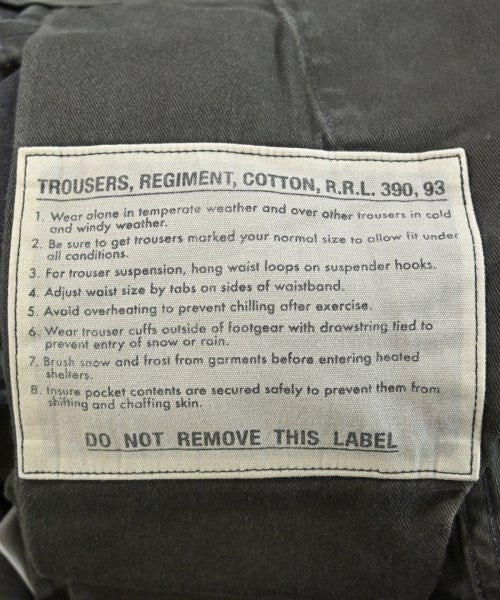 TROUSERS, REGIMENT, COTTON, R.R.L. 390, 93
1. Wear alone in temperate weather and over other trousers in cold
and windy weather.
2. Be sure to get trousers marked your normal size to allow fit under
all conditions.
3. For trouser suspension, hang waist loops on suspender hooks.
4. Adjust waist size by tabs on sides of waistband.
5. Avoid overheating to prevent chilling after exercise.
6. Wear trouser cuffs outside of footgear with drawstring tied to
prevent entry of snow or rain.
7. Brush snow and frost from garments before entering heated
shelters.
8. Insure pocket contents are secured safely to prevent them from
shifting and chaffing skin.
DO NOT REMOVE THIS LABEL